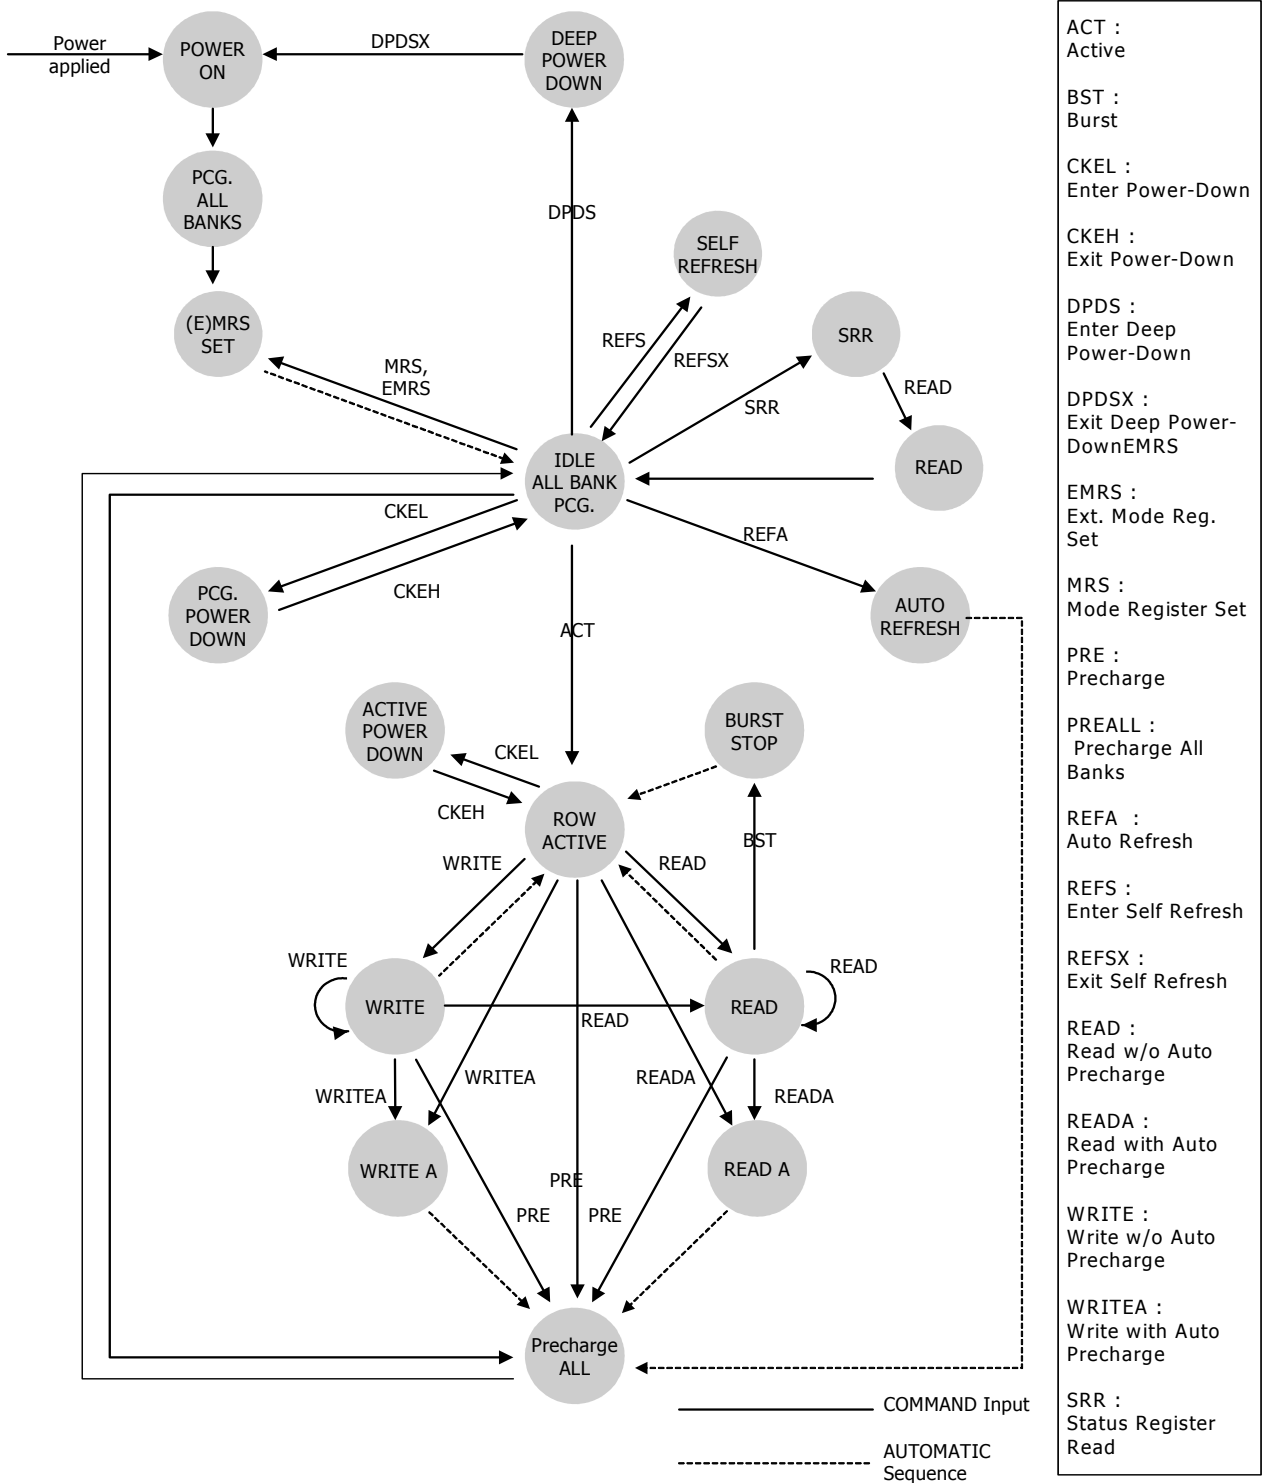 Power
applied
POWER
ON
DPDSX
DEEP
POWER
DOWN
PCG.
ALL
BANKS
DPDS
SELF
REFRESH
(E)MRS
SET
MRS,
EMRS
REFS
REFSX
SRR
SRR
READ
READ
IDLE
ALL BANK
PCG.
CKEL
CKEH
REFA
PCG.
POWER
DOWN
ACT
AUTO
REFRESH
ACTIVE
POWER
DOWN
CKEL
CKEH
BURST
STOP
ROW
ACTIVE
BST
WRITE
READ
WRITE
WRITE
READ
READ
READ
WRITEA
WRITEA
READA
READA
WRITE A
READ A
PRE
PRE
PRE
Precharge
ALL
COMMAND Input
AUTOMATIC
Sequence
ACT :
Active
BST :
Burst
CKEL :
Enter Power-Down
CKEH :
Exit Power-Down
DPDS :
Enter Deep
Power-Down
DPDSX :
Exit Deep Power-
DownEMRS
EMRS :
Ext. Mode Reg.
Set
MRS :
Mode Register Set
PRE :
Precharge
PREALL :
Precharge All
Banks
REFA :
Auto Refresh
REFS :
Enter Self Refresh
REFSX :
Exit Self Refresh
READ :
Read w/o Auto
Precharge
READA :
Read with Auto
Precharge
WRITE :
Write w/o Auto
Precharge
WRITEA :
Write with Auto
Precharge
SRR :
Status Register
Read